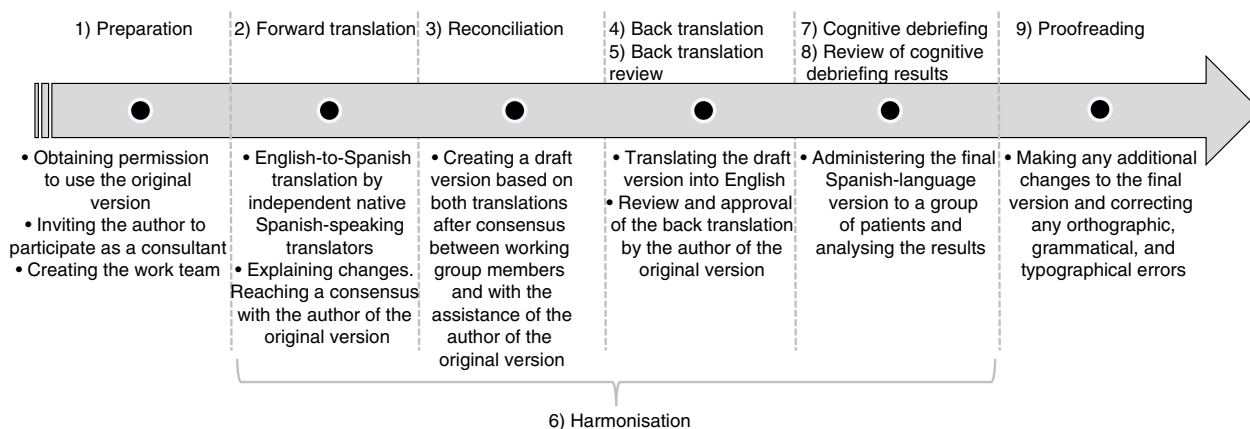 1) Preparation
2) Forward translation
3) Reconciliation
4) Back translation
5) Back translation
review
7) Cognitive debriefing
8) Review of cognitive
debriefing results
9) Proofreading
• Obtaining permission
to use the original
version
• Inviting the author to
participate as a consultant
• Creating the work team
• English-to-Spanish
translation by
independent native
Spanish-speaking
translators
• Explaining changes.
Reaching a consensus
with the author of the
original version
• Creating a draft
version based on
both translations
after consensus
between working
group members
and with the
assistance of the
author of the
original version
• Translating the draft
version into English
• Review and approval
of the back translation
by the author of the
original version
• Administering the final
Spanish-language
version to a group
of patients and
analysing the results
• Making any additional
changes to the final
version and correcting
any orthographic,
grammatical, and
typographical errors
6) Harmonisation